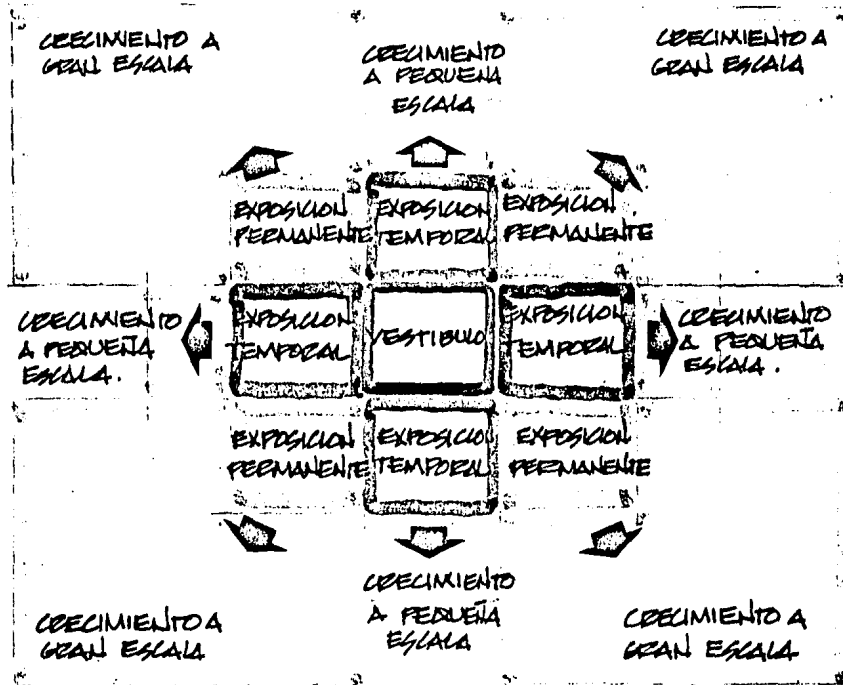 CRECIMIENTO A
GRAN ESCALA
CRECIMIENTO
A PEQUEÑA
ESCALA
CRECIMIENTO A
GRAN ESCALA
EXPOSICION
PERMANENTE
EXPOSICION
TEMPORAL
EXPOSICION
PERMANENTE
CRECIMIENTO
A PEQUEÑA
ESCALA.
EXPOSICION
TEMPORAL
VESTIBULO
EXPOSICION
TEMPORAL
CRECIMIENTO
A PEQUEÑA
ESCALA.
EXPOSICION
PERMANENTE
EXPOSICION
TEMPORAL
EXPOSICION
PERMANENTE
CRECIMIENTO A
GRAN ESCALA
CRECIMIENTO
A PEQUEÑA
ESCALA
CRECIMIENTO A
GRAN ESCALA